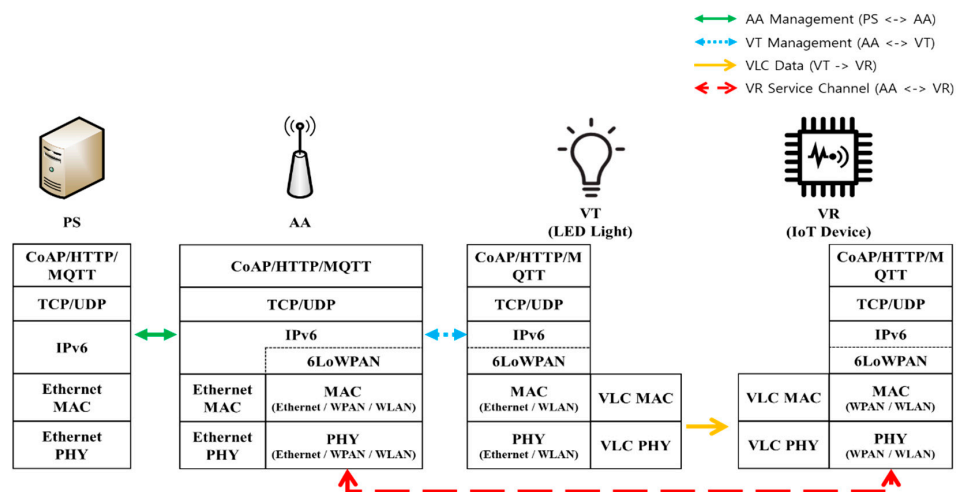 AA Management (PS <-> AA)
VT Management (AA <-> VT)
VLC Data (VT -> VR)
VR Service Channel (AA <-> VR)
PS
AA
VT
(LED Light)
VR
(IoT Device)
CoAP/HTTP/
MQTT
TCP/UDP
IPv6
Ethernet
MAC
Ethernet
PHY
CoAP/HTTP/MQTT
TCP/UDP
IPv6
6LoWPAN
Ethernet
MAC
MAC
(Ethernet / WPAN / WLAN)
Ethernet
PHY
PHY
(Ethernet / WPAN / WLAN)
CoAP/HTTP/M
QTT
TCP/UDP
IPv6
6LoWPAN
MAC
(Ethernet / WLAN)
VLC MAC
PHY
(Ethernet / WLAN)
VLC PHY
CoAP/HTTP/M
QTT
TCP/UDP
IPv6
6LoWPAN
VLC MAC
MAC
(WPAN / WLAN)
VLC PHY
PHY
(WPAN / WLAN)